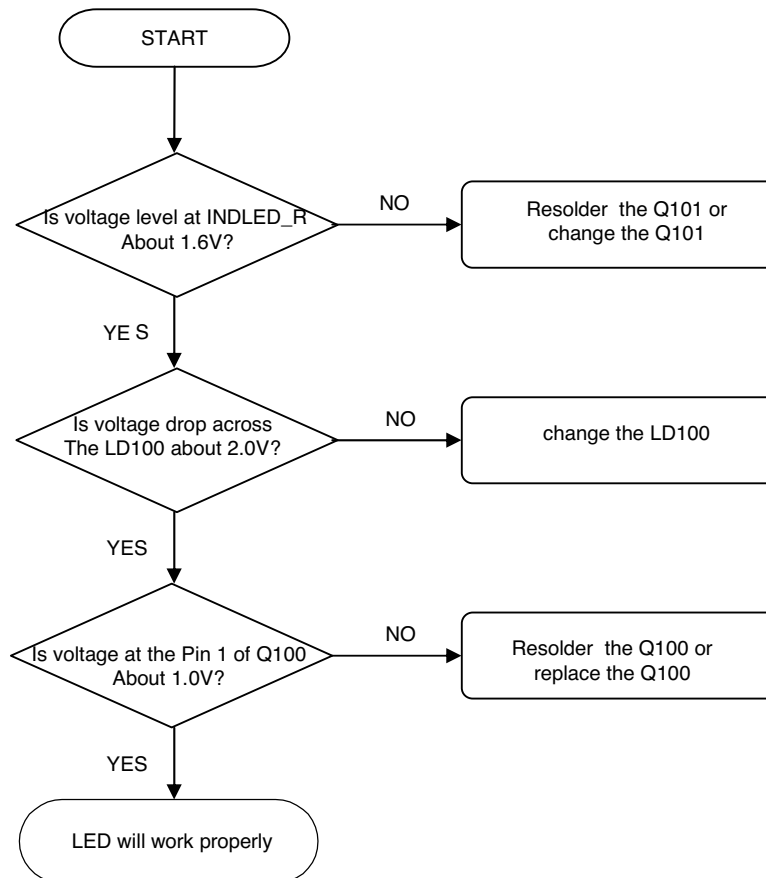 START
Is voltage level at INDLED_R
About 1.6V?
NO
Resolder the Q101 or
change the Q101
YE S
Is voltage drop across
The LD100 about 2.0V?
NO
change the LD100
YES
Is voltage at the Pin 1 of Q100
About 1.0V?
NO
Resolder the Q100 or
replace the Q100
YES
LED will work properly